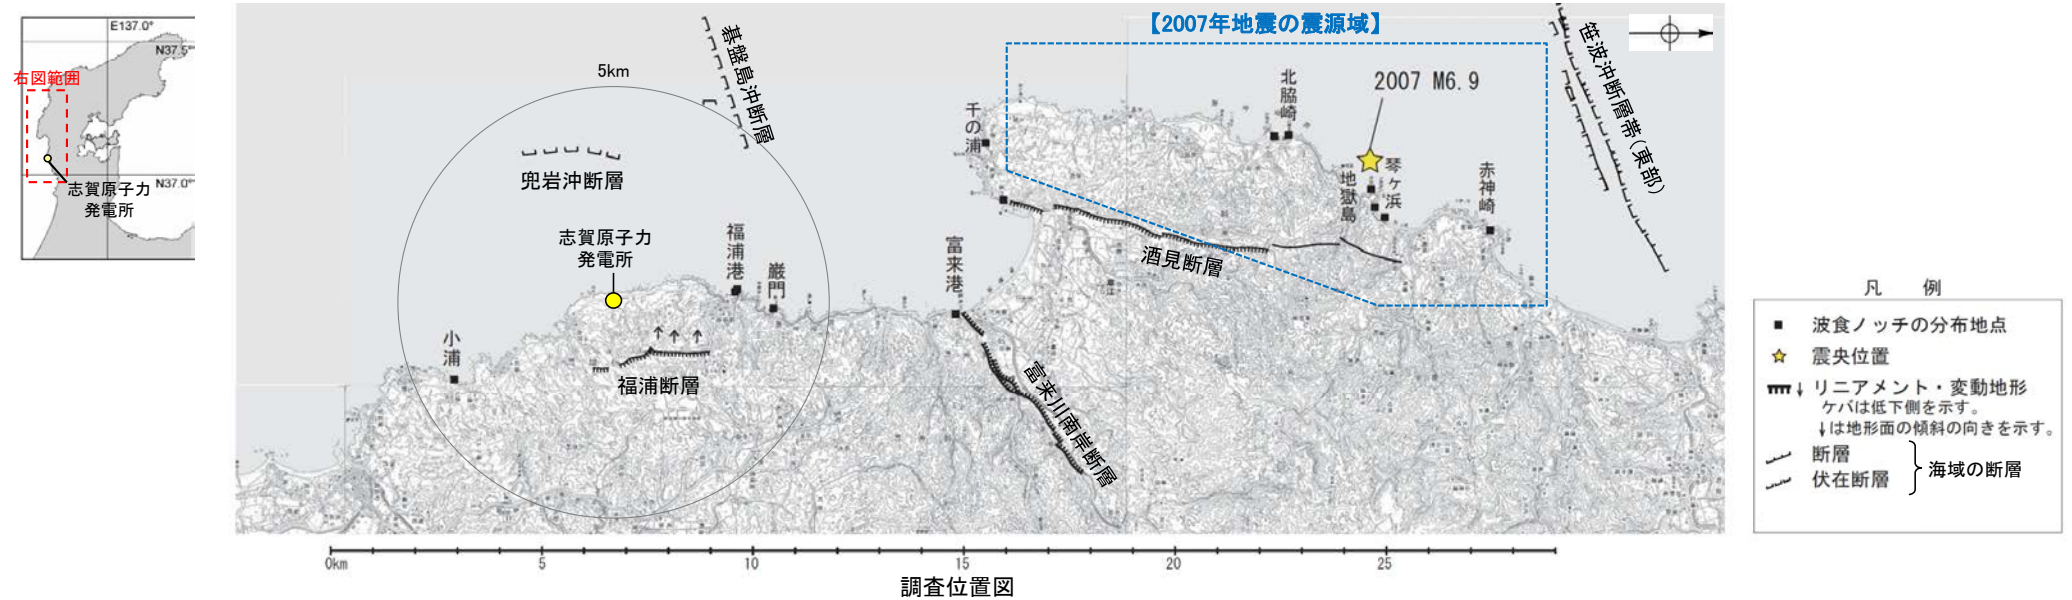 E137.0°
N37.5°
右図範囲
N37.0°
志賀原子力
発電所
【2007年地震の震源域】
5km
碁盤島沖断層
兜岩沖断層
志賀原子力
発電所
福浦港
巌門
小浦
福浦断層
富来港
富来川南岸断層
千の浦
酒見断層
北脇崎
2007 M6.9
琴ヶ浜
地獄島
赤神崎
笹波沖断層帯(東部)
0km
5
10
15
20
25
調査位置図
凡 例
波食ノッチの分布地点
震央位置
リニアメント・変動地形
ケバは低下側を示す。
↓は地形面の傾斜の向きを示す。
断層
伏在断層
海域の断層